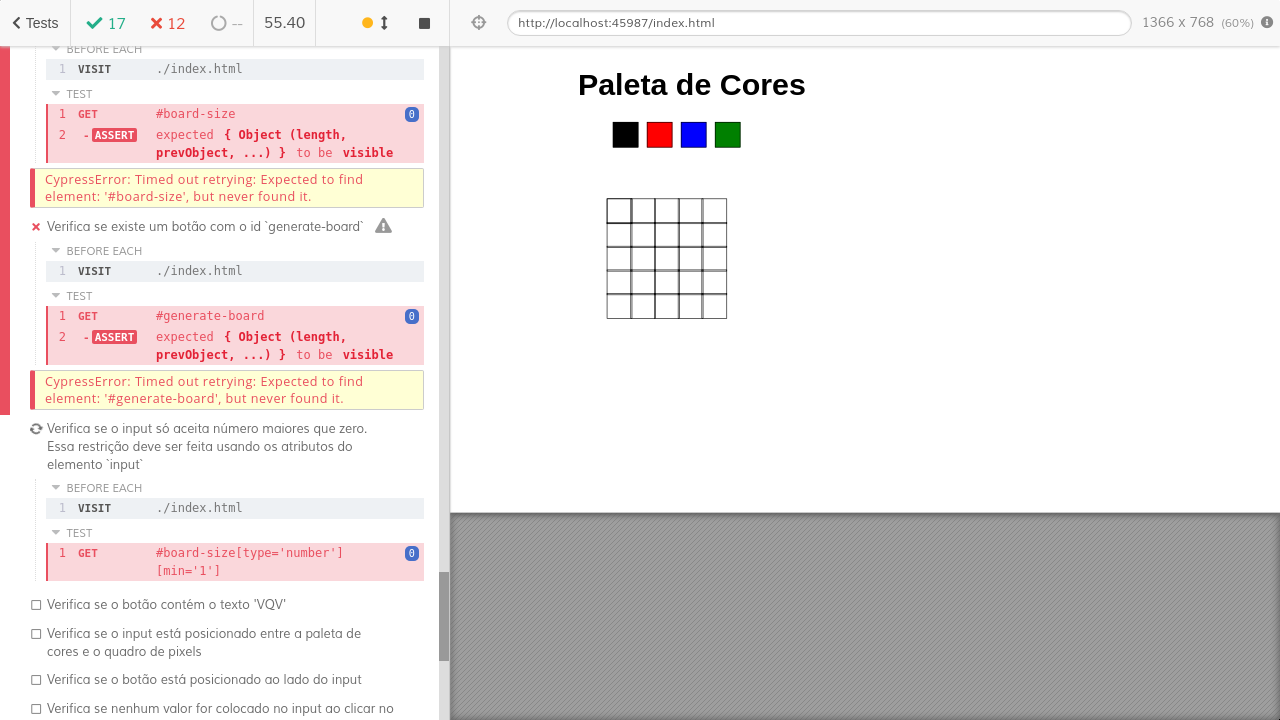 Tests
17
12
--
55.40
http://localhost:45987/index.html
1366 x 768 (60%)
BEFORE EACH
1 VISIT ./index.html
TEST
1 GET #board-size 0
2 - ASSERT expected { Object (length,
prevObject, ...) } to be visible
CypressError: Timed out retrying: Expected to find
element: '#board-size', but never found it.
Verifica se existe um botão com o id `generate-board`
BEFORE EACH
1 VISIT ./index.html
TEST
1 GET #generate-board 0
2 - ASSERT expected { Object (length,
prevObject, ...) } to be visible
CypressError: Timed out retrying: Expected to find
element: '#generate-board', but never found it.
Verifica se o input só aceita número maiores que zero.
Essa restrição deve ser feita usando os atributos do
elemento `input`
BEFORE EACH
1 VISIT ./index.html
TEST
1 GET #board-size[type='number'] 0
[min='1']
Verifica se o botão contém o texto 'VQV'
Verifica se o input está posicionado entre a paleta de
cores e o quadro de pixels
Verifica se o botão está posicionado ao lado do input
Verifica se nenhum valor for colocado no input ao clicar no
Paleta de Cores